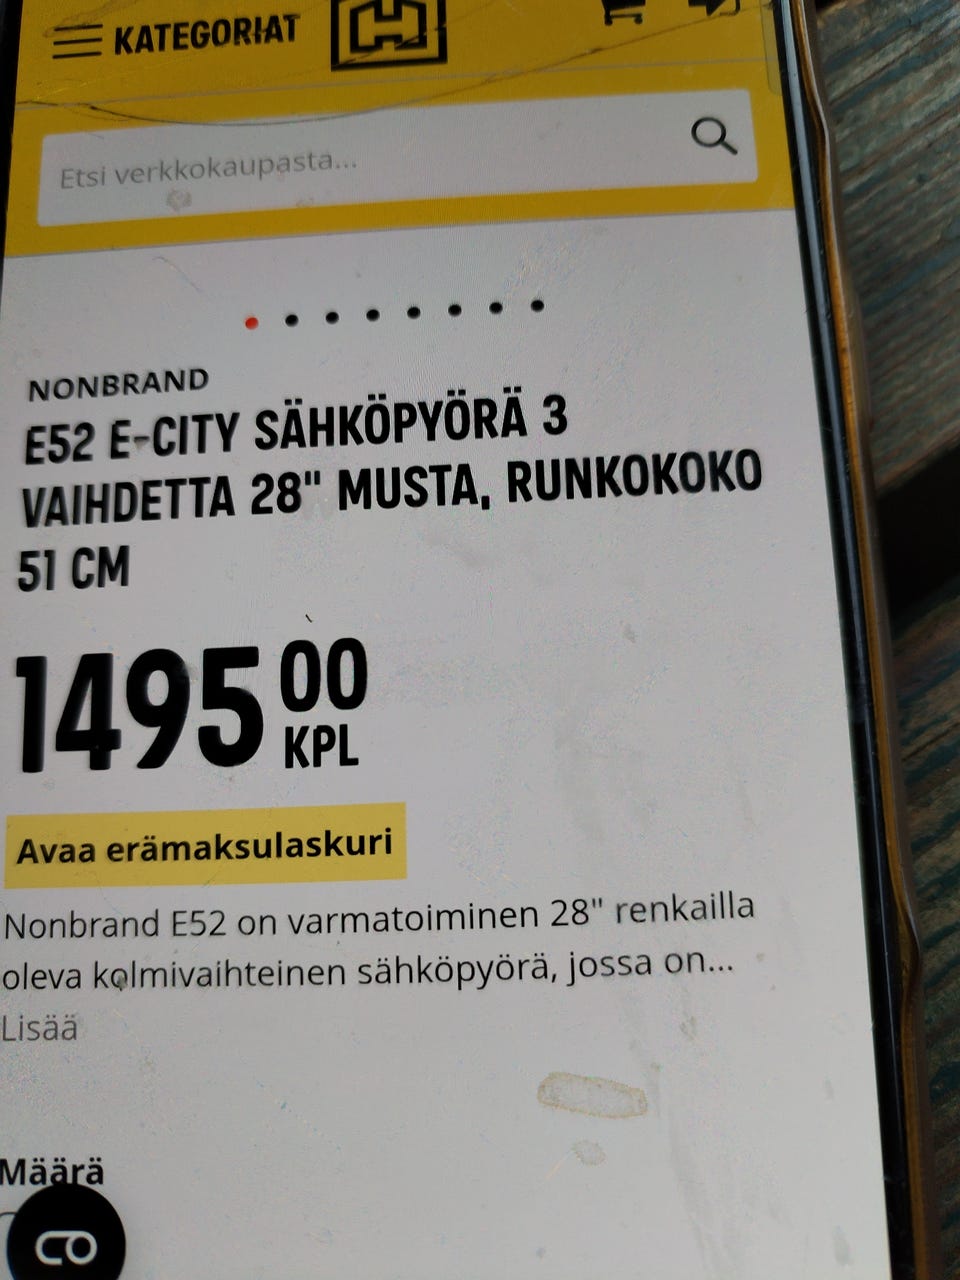 KATEGORIAT
Etsi verkkokaupasta...
NONBRAND
E52 E-CITY SÄHKÖPYÖRÄ 3
VAIHDETTA 28" MUSTA, RUNKOKOKO
51 CM
1495 00
KPL
Avaa erämaksulaskuri
Nonbrand E52 on varmatoiminen 28" renkailla
oleva kolmivaihteinen sähköpyörä, jossa on...
Lisää
Määrä